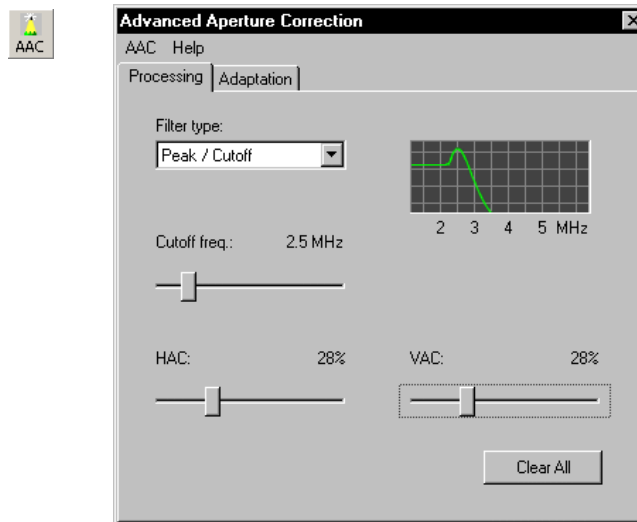 AAC
Advanced Aperture Correction
AAC Help
Processing Adaptation
Filter type:
Peak / Cutoff
2 3 4 5 MHz
Cutoff freq.: 2.5 MHz
HAC: 28% VAC: 28%
Clear All